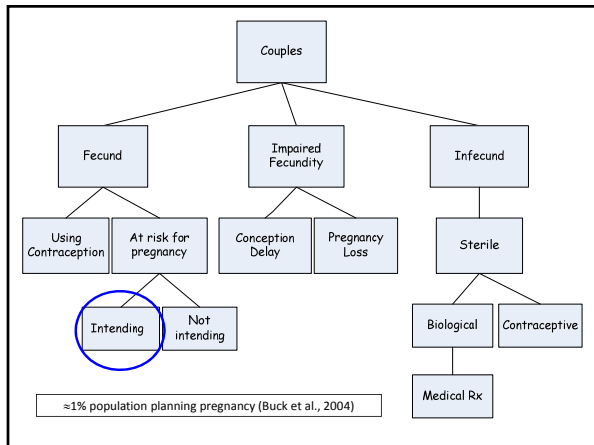 Couples
Fecund
Impaired
Fecundity
Infecund
Using
Contraception
At risk for
pregnancy
Conception
Delay
Pregnancy
Loss
Sterile
Intending
Not
intending
Biological
Contraceptive
Medical Rx
≈1% population planning pregnancy (Buck et al., 2004)